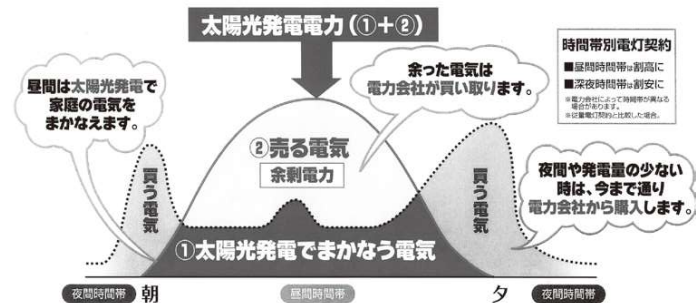 太陽光発電電力(①+②)
時間帯別電灯契約
■昼間時間帯は割高に
■深夜時間帯は割安に
※電力会社によって時間帯が異なる
場合があります。
※従量電灯契約と比較した場合。
昼間は太陽光発電で
家庭の電気を
まかなえます。
余った電気は
電力会社が買い取ります。
②売る電気
余剰電力
夜間や発電量の少ない
時は、今まで通り
電力会社から購入します。
買う電気
買う電気
①太陽光発電でまかなう電気
夜間時間帯
朝
昼間時間帯
夕
夜間時間帯